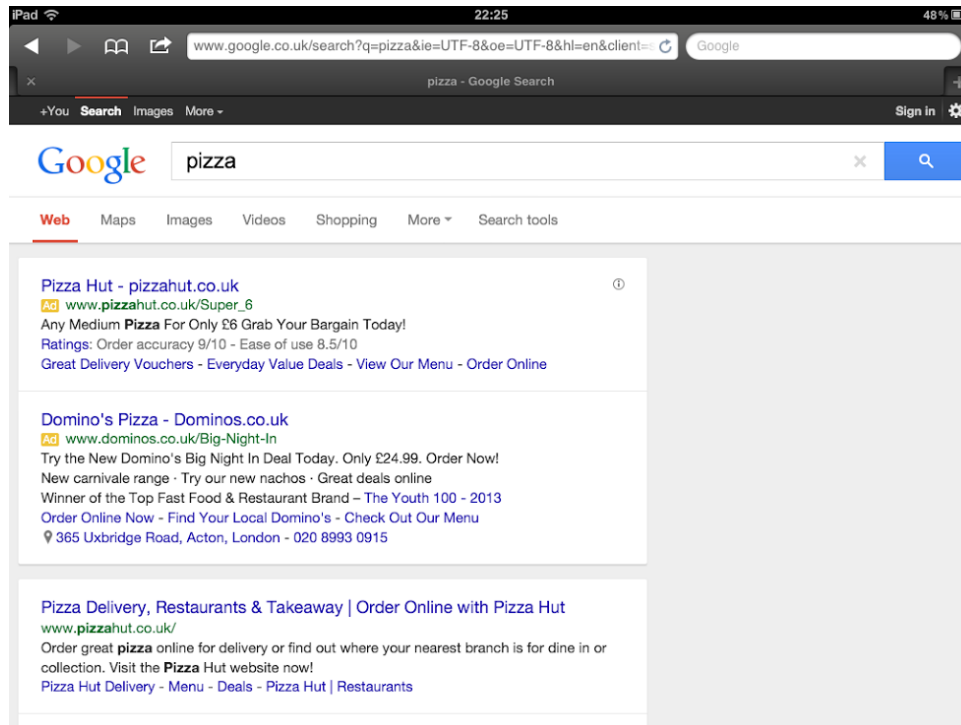 iPad 22:25 48%
www.google.co.uk/search?q=pizza&ie=UTF-8&oe=UTF-8&hl=en&client= Google
pizza - Google Search
+You Search Images More
Sign in
Google pizza
Web Maps Images Videos Shopping More Search tools
Pizza Hut - pizzahut.co.uk
Ad www.pizzahut.co.uk/Super_6
Any Medium Pizza For Only £6 Grab Your Bargain Today!
Ratings: Order accuracy 9/10 - Ease of use 8.5/10
Great Delivery Vouchers - Everyday Value Deals - View Our Menu - Order Online
Domino's Pizza - Dominos.co.uk
Ad www.dominos.co.uk/Big-Night-In
Try the New Domino's Big Night In Deal Today. Only £24.99. Order Now!
New carnivale range · Try our new nachos · Great deals online
Winner of the Top Fast Food & Restaurant Brand – The Youth 100 - 2013
Order Online Now - Find Your Local Domino's - Check Out Our Menu
365 Uxbridge Road, Acton, London - 020 8993 0915
Pizza Delivery, Restaurants & Takeaway | Order Online with Pizza Hut
www.pizzahut.co.uk/
Order great pizza online for delivery or find out where your nearest branch is for dine in or
collection. Visit the Pizza Hut website now!
Pizza Hut Delivery - Menu - Deals - Pizza Hut | Restaurants